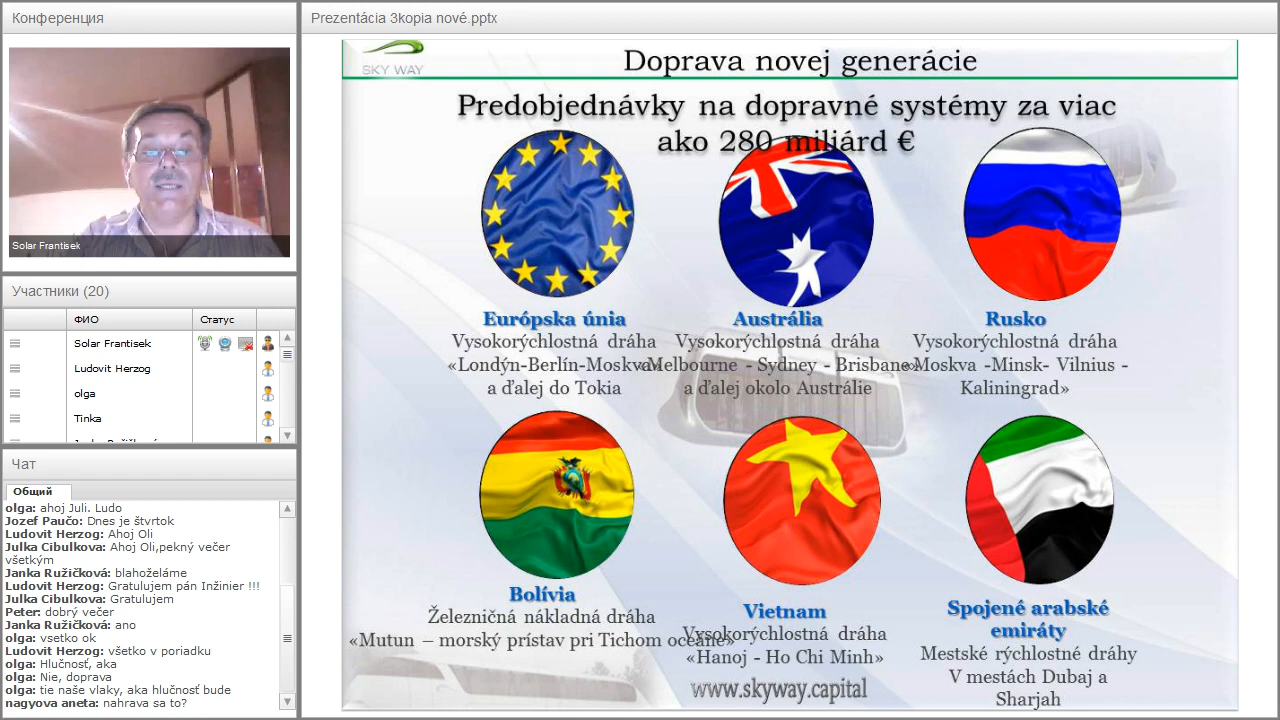 Конференция
Solar Frantisek
Участники (20)
ФИО
Статус
Solar Frantisek
Ludovit Herzog
olga
Tinka
Чат
Общий
olga: ahoj Juli. Ludo
Jozef Paučo: Dnes je štvrtok
Ludovit Herzog: Ahoj Oli
Julka Cibulkova: Ahoj Oli,pekný večer
všetkým
Janka Ružičková: blahoželáme
Ludovit Herzog: Gratulujem pán Inžinier !!!
Julka Cibulkova: Gratulujem
Peter: dobrý večer
Janka Ružičková: ano
olga: vsetko ok
Ludovit Herzog: všetko v poriadku
olga: Hlučnosť, aka
olga: Nie, doprava
olga: tie naše vlaky, aka hlučnosť bude
nagyova aneta: nahrava sa to?
Prezentácia 3kopia nové.pptx
SKY WAY
Doprava novej generácie
Predobjednávky na dopravné systémy za viac
ako 280 miliárd €
Európska únia
Vysokorýchlostná dráha
«Londýn-Berlín-Moskva»
a ďalej do Tokia
Austrália
Vysokorýchlostná dráha
«Melbourne - Sydney - Brisbane»
a ďalej okolo Austrálie
Rusko
Vysokorýchlostná dráha
«Moskva -Minsk- Vilnius -
Kaliningrad»
Bolívia
Železničná nákladná dráha
«Mutun – morský prístav pri Tichom oceáne»
Vietnam
Vysokorýchlostná dráha
«Hanoj - Ho Chi Minh»
Spojené arabské
emiráty
Mestské rýchlostné dráhy
V mestách Dubaj a
Sharjah
www.skyway.capital